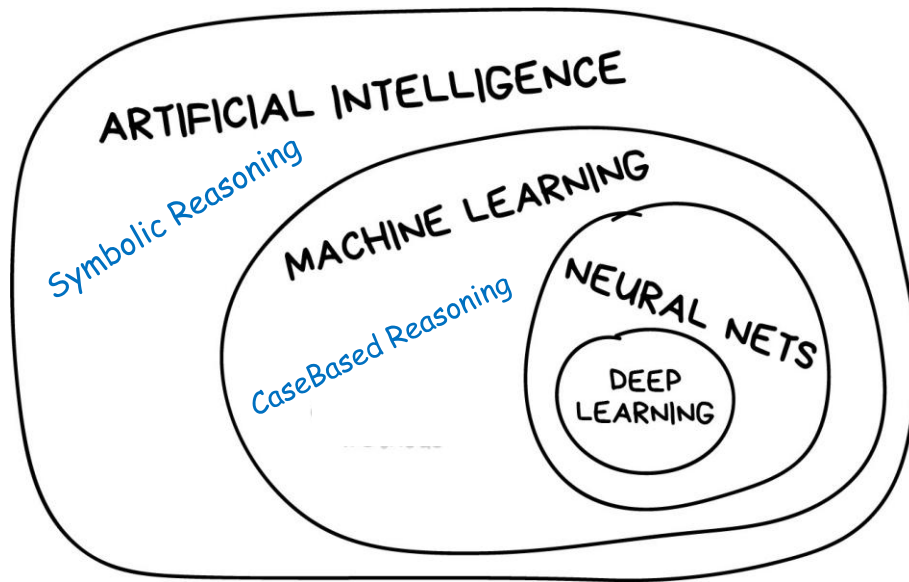 ARTIFICIAL INTELLIGENCE
Symbolic Reasoning
MACHINE LEARNING
CaseBased Reasoning
NEURAL NETS
DEEP
LEARNING